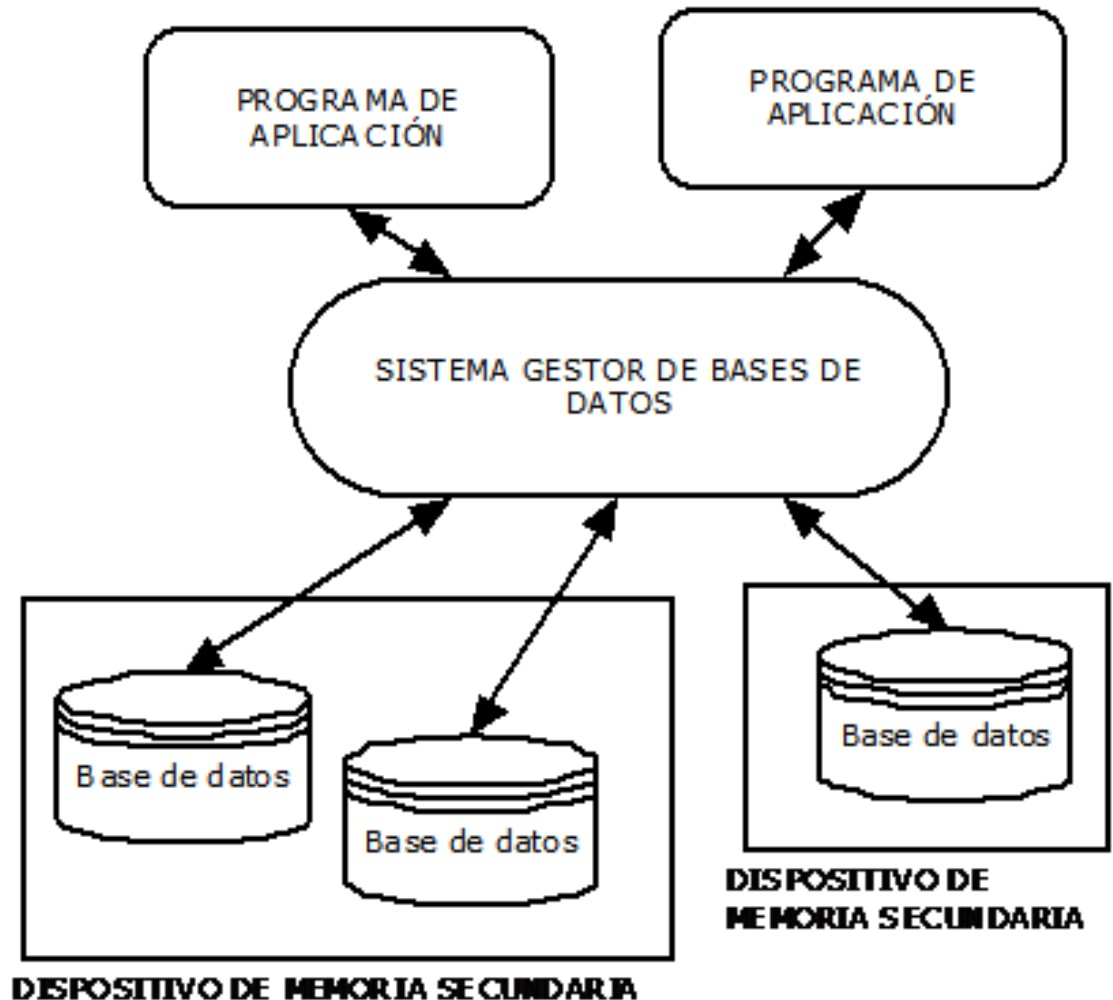 PROGRAMA DE
APLICACIÓN
PROGRAMA DE
APLICACIÓN
SISTEMA GESTOR DE BASES DE
DATOS
Base de datos
Base de datos
Base de datos
DISPOSITIVO DE
MEMORIA SECUNDARIA
DISPOSITIVO DE MEMORIA SECUNDARIA